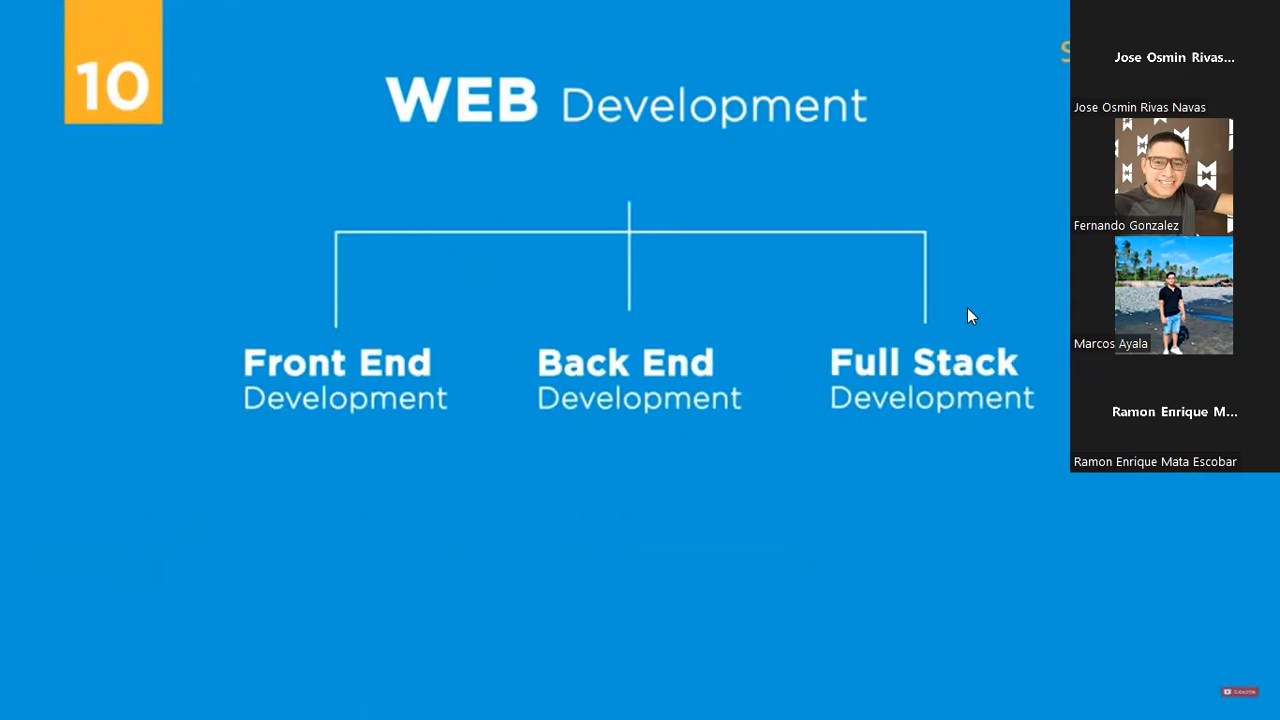 10
WEB Development
Front End
Development
Back End
Development
Full Stack
Development
Jose Osmin Rivas...
Jose Osmin Rivas Navas
Fernando Gonzalez
Marcos Ayala
Ramon Enrique M...
Ramon Enrique Mata Escobar
Subscribe